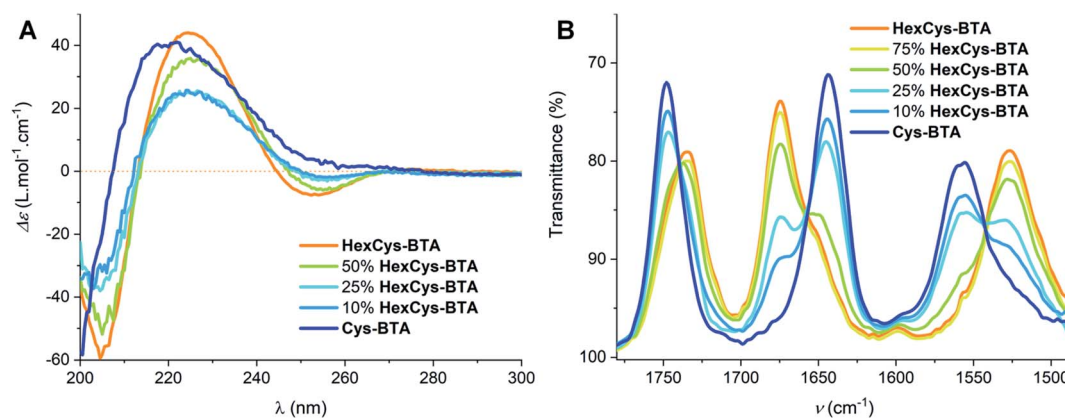 A
40
20
0
-20
-40
-60
Δε (L.mol⁻¹.cm⁻¹)
HexCys-BTA
50% HexCys-BTA
25% HexCys-BTA
10% HexCys-BTA
Cys-BTA
200 220 240 260 280 300
λ (nm)
B
70
80
90
100
Transmittance (%)
HexCys-BTA
75% HexCys-BTA
50% HexCys-BTA
25% HexCys-BTA
10% HexCys-BTA
Cys-BTA
1750 1700 1650 1600 1550 1500
ν (cm⁻¹)